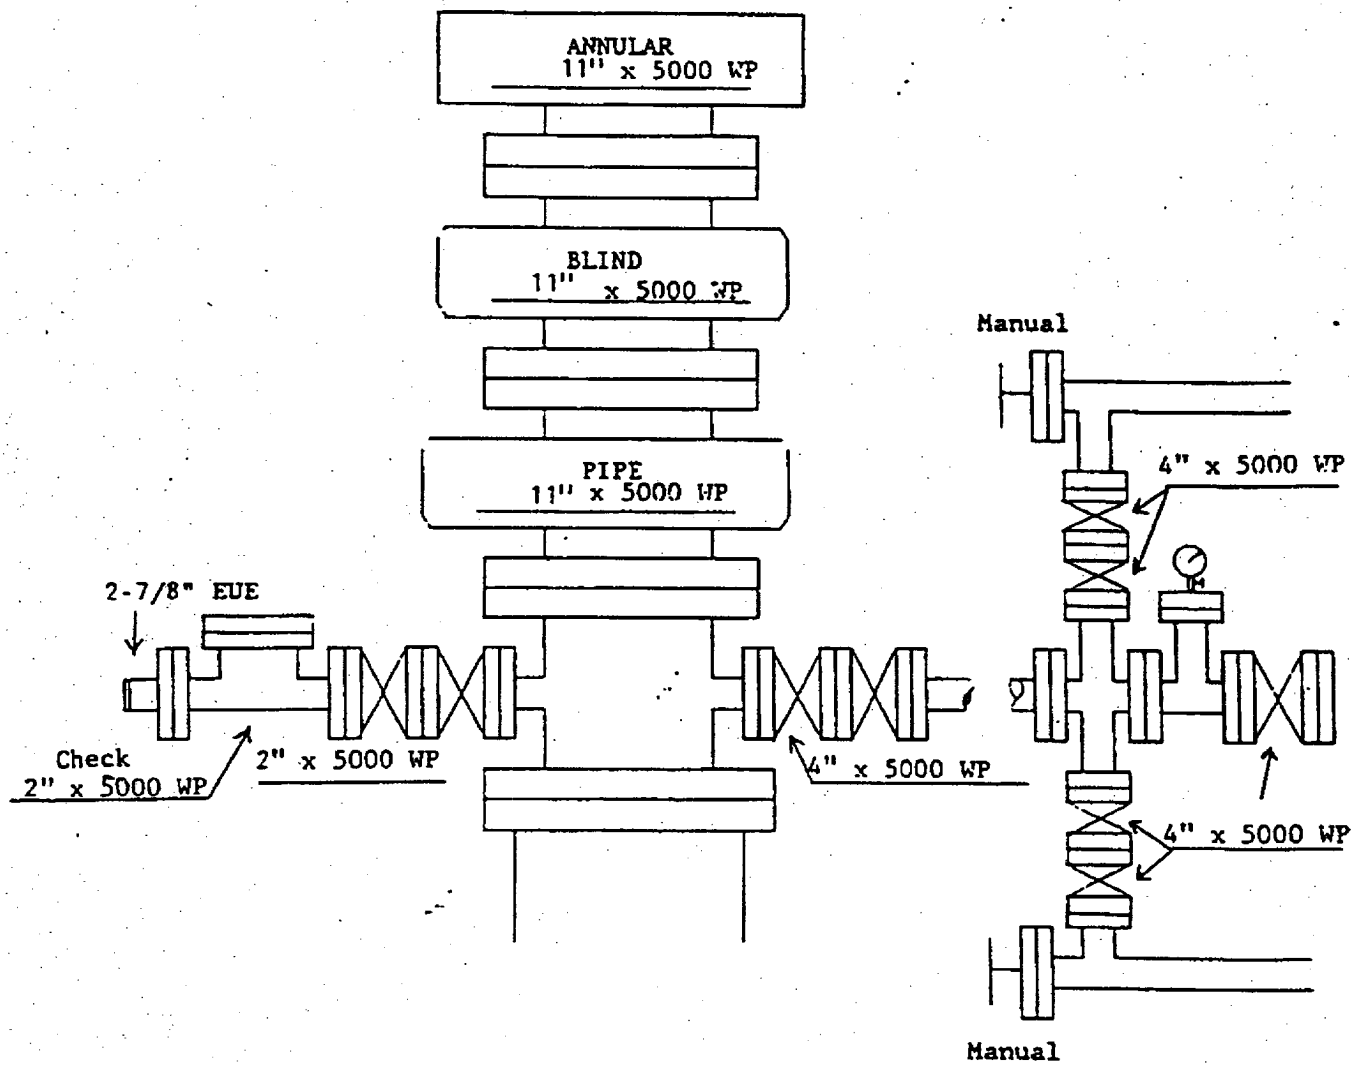 ANNULAR
11" x 5000 WP
BLIND
11" x 5000 WP
Manual
PIPE
11" x 5000 WP
4" x 5000 WP
2-7/8" EUE
Check
2" x 5000 WP
2" x 5000 WP
4" x 5000 WP
4" x 5000 WP
Manual